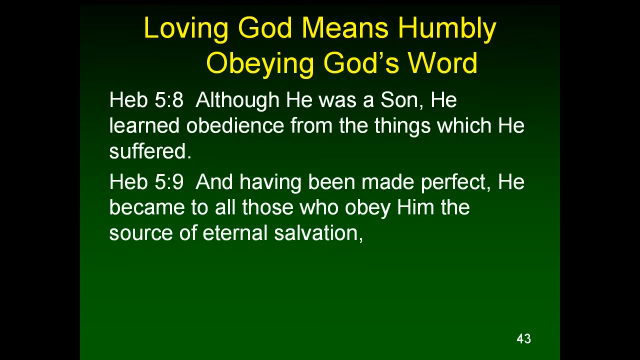 Loving God Means Humbly
Obeying God's Word
Heb 5:8  Although He was a Son, He
learned obedience from the things which He
suffered.
Heb 5:9  And having been made perfect, He
became to all those who obey Him the
source of eternal salvation,
43